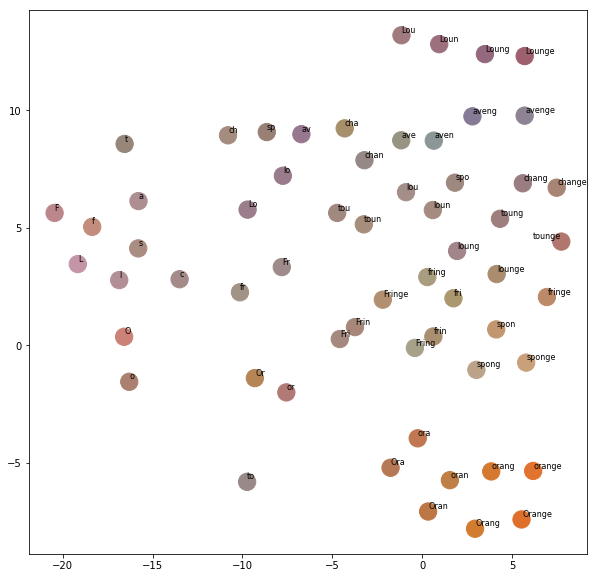 Lou
Loun
Loung
Lounge
aveng
avenge
10
t
ch
sp
av
cha
ave
aven
chan
lo
spo
chang
change
a
lou
F
Lo
tou
loun
toung
f
toun
5
tounge
s
loung
L
Fr
l
c
fring
lounge
fr
Fringe
fri
fringe
Frin
spon
O
Fri
frin
0
Fring
sponge
Or
spong
o
or
ora
Ora
orang
orange
−5
to
oran
Oran
Orang
Orange
−20
−15
−10
−5
0
5